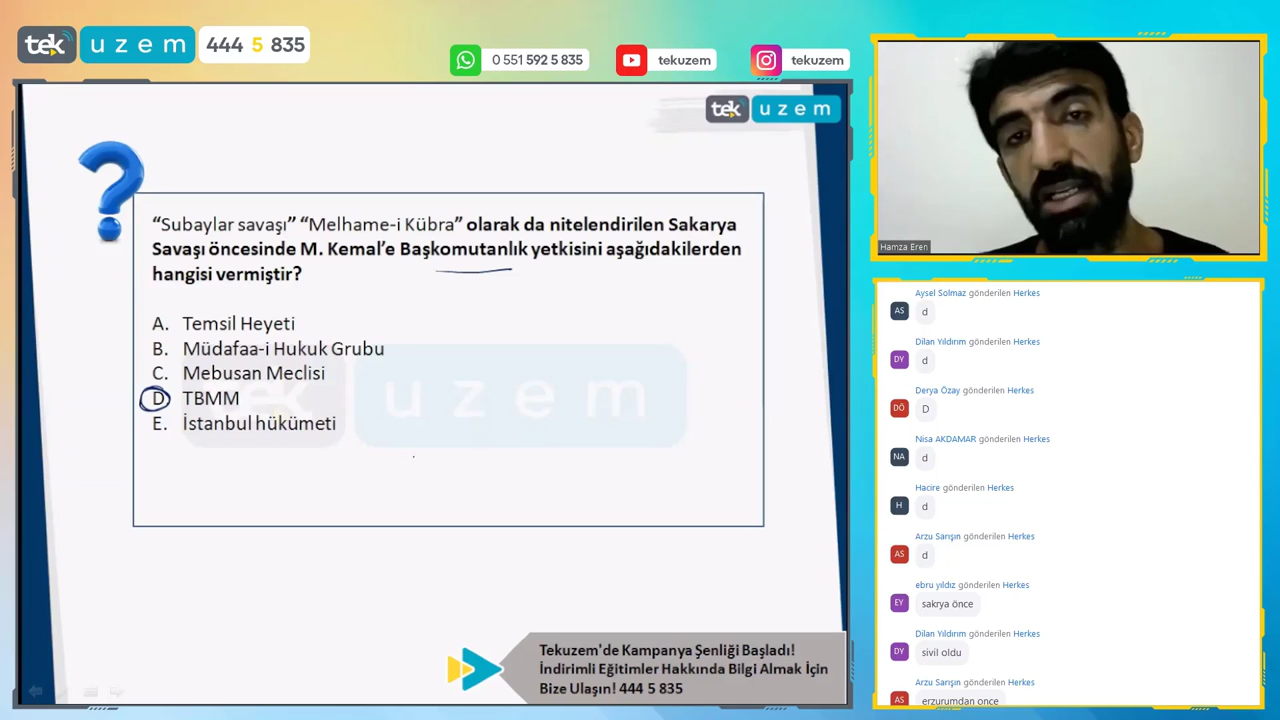 tek uzem 444 5 835
0 551 592 5 835
tekuzem
tekuzem
tek uzem
"Subaylar savaşı" "Melhame-i Kübra" olarak da nitelendirilen Sakarya
Savaşı öncesinde M. Kemal'e Başkomutanlık yetkisini aşağıdakilerden
hangisi vermiştir?
A. Temsil Heyeti
B. Müdafaa-i Hukuk Grubu
C. Mebusan Meclisi
D TBMM
E. İstanbul hükümeti
tek uzem
Tekuzem'de Kampanya Şenliği Başladı!
İndirimli Eğitimler Hakkında Bilgi Almak İçin
Bize Ulaşın! 444 5 835
Hamza Eren
Aysel Solmaz gönderilen Herkes
AS d
Dilan Yıldırım gönderilen Herkes
DY d
Derya Özay gönderilen Herkes
DÖ D
Nisa AKDAMAR gönderilen Herkes
NA d
Hacire gönderilen Herkes
H d
Arzu Sarışın gönderilen Herkes
AS d
ebru yıldız gönderilen Herkes
EY sakrya önce
Dilan Yıldırım gönderilen Herkes
DY sivil oldu
Arzu Sarışın gönderilen Herkes
AS erzurumdan once